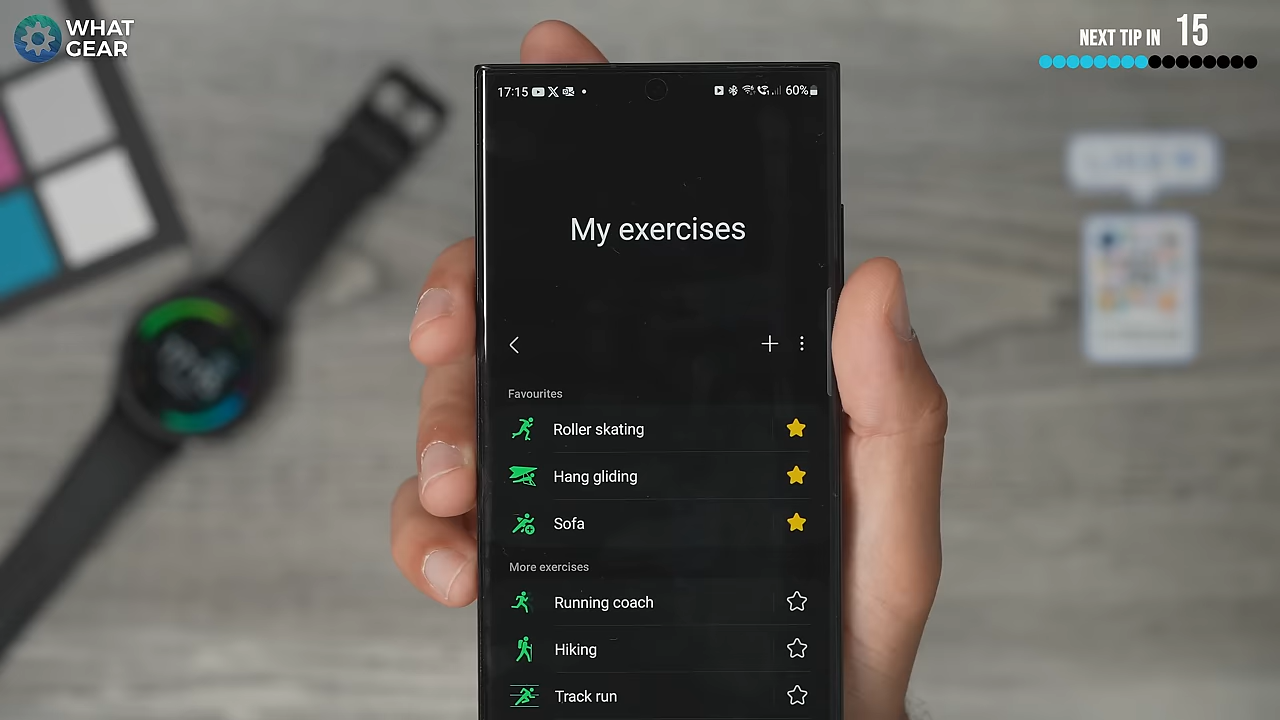 WHAT
GEAR
NEXT TIP IN 15
17:15
60%
My exercises
Favourites
Roller skating
Hang gliding
Sofa
More exercises
Running coach
Hiking
Track run